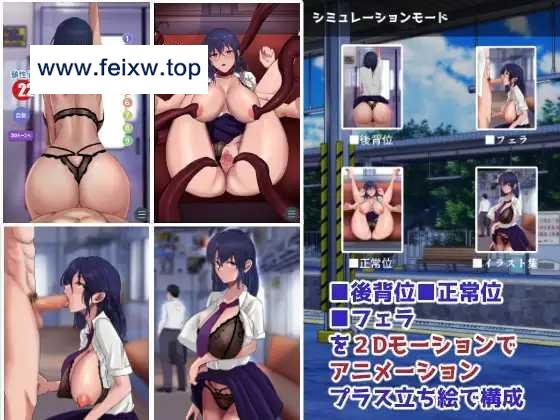 www.feixw.top
シミュレーションモード
■後背位
■フェラ
■正常位
■イラスト集
■後背位■正常位
■フェラ
を2Dモーションで
アニメーション
プラス立ち絵で構成